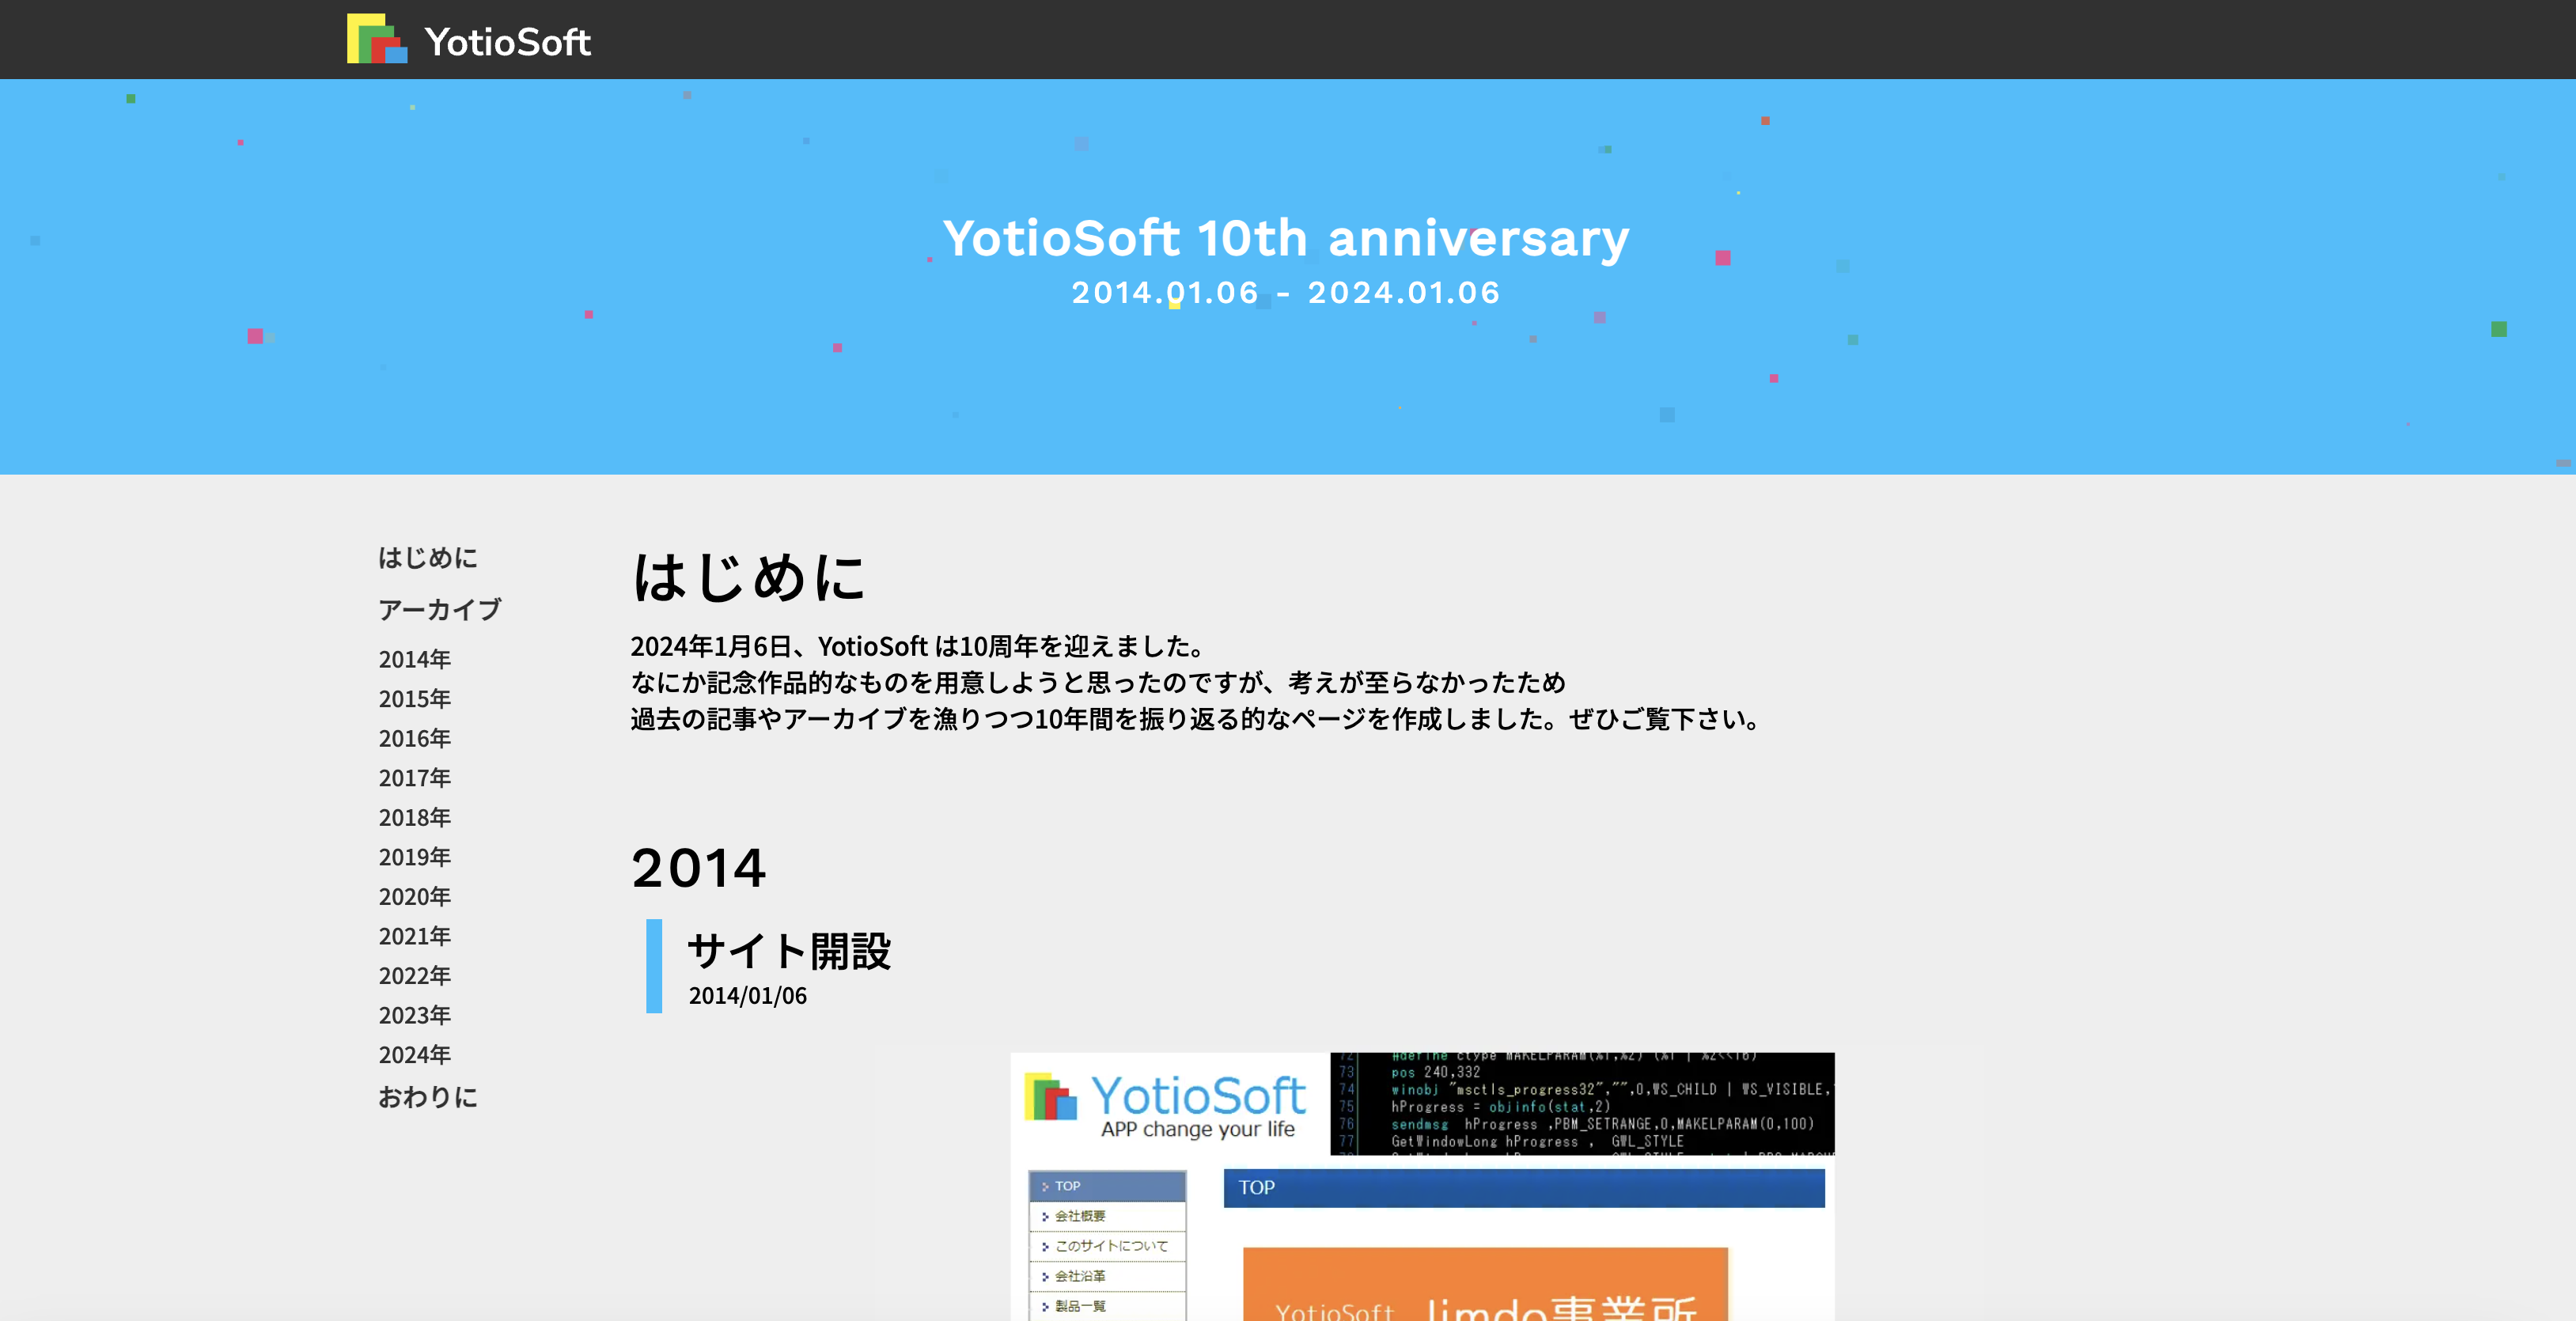 YotioSoft
YotioSoft 10th anniversary
2014.01.06 - 2024.01.06
はじめに
アーカイブ
2014年
2015年
2016年
2017年
2018年
2019年
2020年
2021年
2022年
2023年
2024年
おわりに
はじめに
2024年1月6日、YotioSoft は10周年を迎えました。
なにか記念作品的なものを用意しようと思ったのですが、考えが至らなかったため
過去の記事やアーカイブを漁りつつ10年間を振り返る的なページを作成しました。ぜひご覧下さい。
2014
サイト開設
2014/01/06
YotioSoft
APP change your life
72 #define ctype MAKELPARAM(%1,%2) (%1 | %2<<16)
73 pos 240,332
74 winobj "msctls_progress32","",0,WS_CHILD | WS_VISIBLE,
75 hProgress = objinfo(stat,2)
76 sendmsg hProgress ,PBM_SETRANGE,0,MAKELPARAM(0,100)
77 GetWindowLong hProgress , GWL_STYLE
TOP
会社概要
このサイトについて
会社沿革
製品一覧
TOP
YotioSoft Jimdo事業所